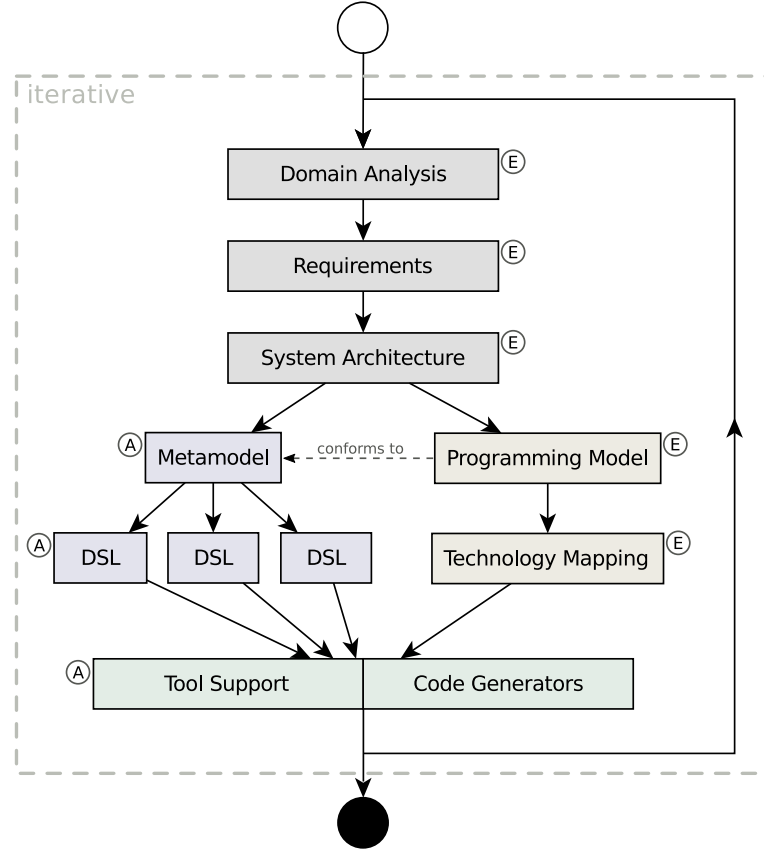 iterative
Domain Analysis
E
Requirements
E
System Architecture
E
A
Metamodel
conforms to
Programming Model
E
A
DSL
DSL
DSL
Technology Mapping
E
A
Tool Support
Code Generators